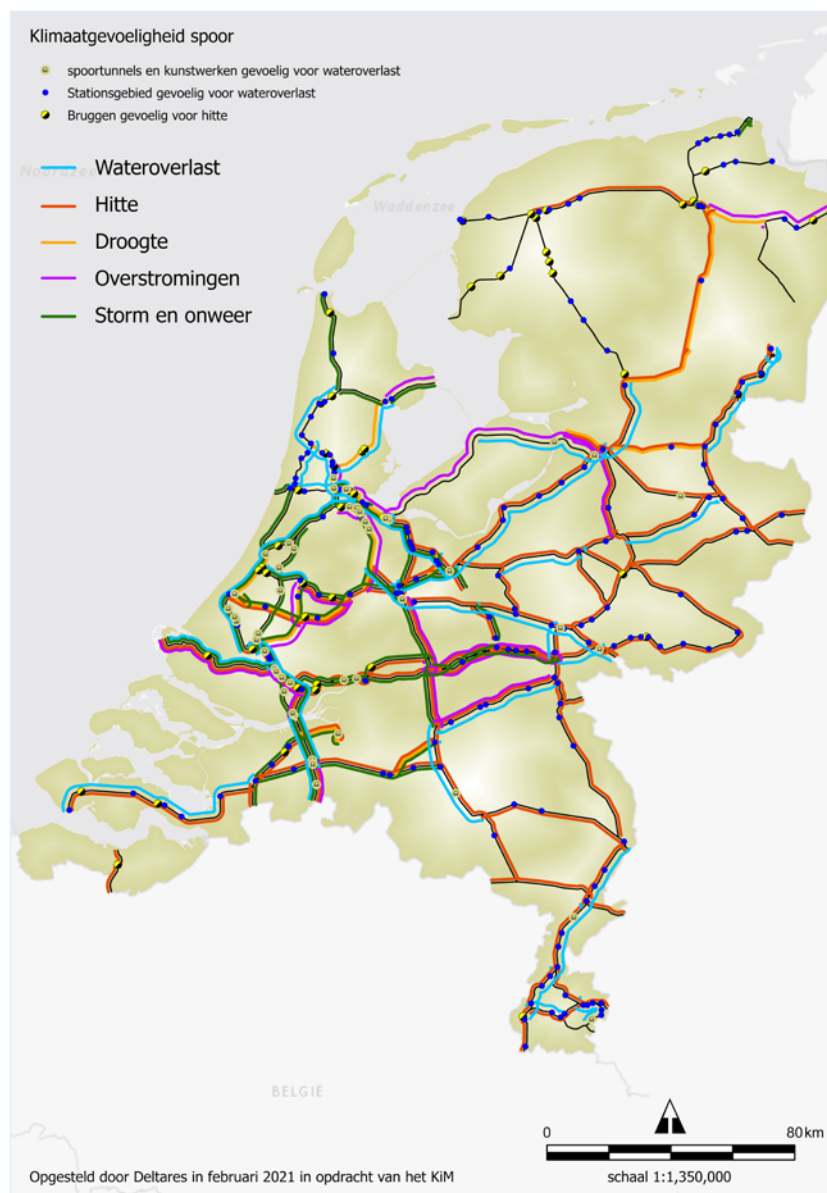 Klimaatgevoeligheid spoor
spoortunnels en kunstwerken gevoelig voor wateroverlast
Stationsgebied gevoelig voor wateroverlast
Bruggen gevoelig voor hitte
Wateroverlast
Noordzee
Hitte
Waddenzee
Droogte
Overstromingen
Storm en onweer
BELGIË
0 80 km
Opgesteld door Deltares in februari 2021 in opdracht van het KiM
schaal 1:1,350,000